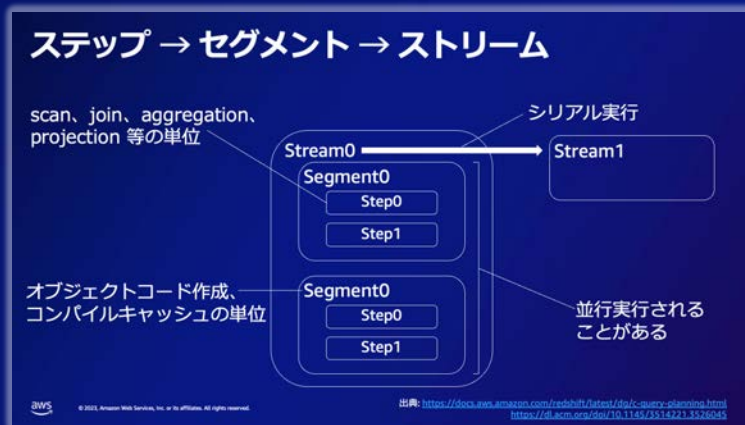 ステップ → セグメント → ストリーム
scan、join、aggregation、
projection 等の単位
シリアル実行
Stream0
Stream1
Segment0
Step0
Step1
オブジェクトコード作成、
コンパイルキャッシュの単位
Segment0
Step0
Step1
並行実行される
ことがある
aws
© 2023, Amazon Web Services, Inc. or its affiliates. All rights reserved.
出典: https://docs.aws.amazon.com/redshift/latest/dg/c-query-planning.html
https://dl.acm.org/doi/10.1145/3514221.3526045